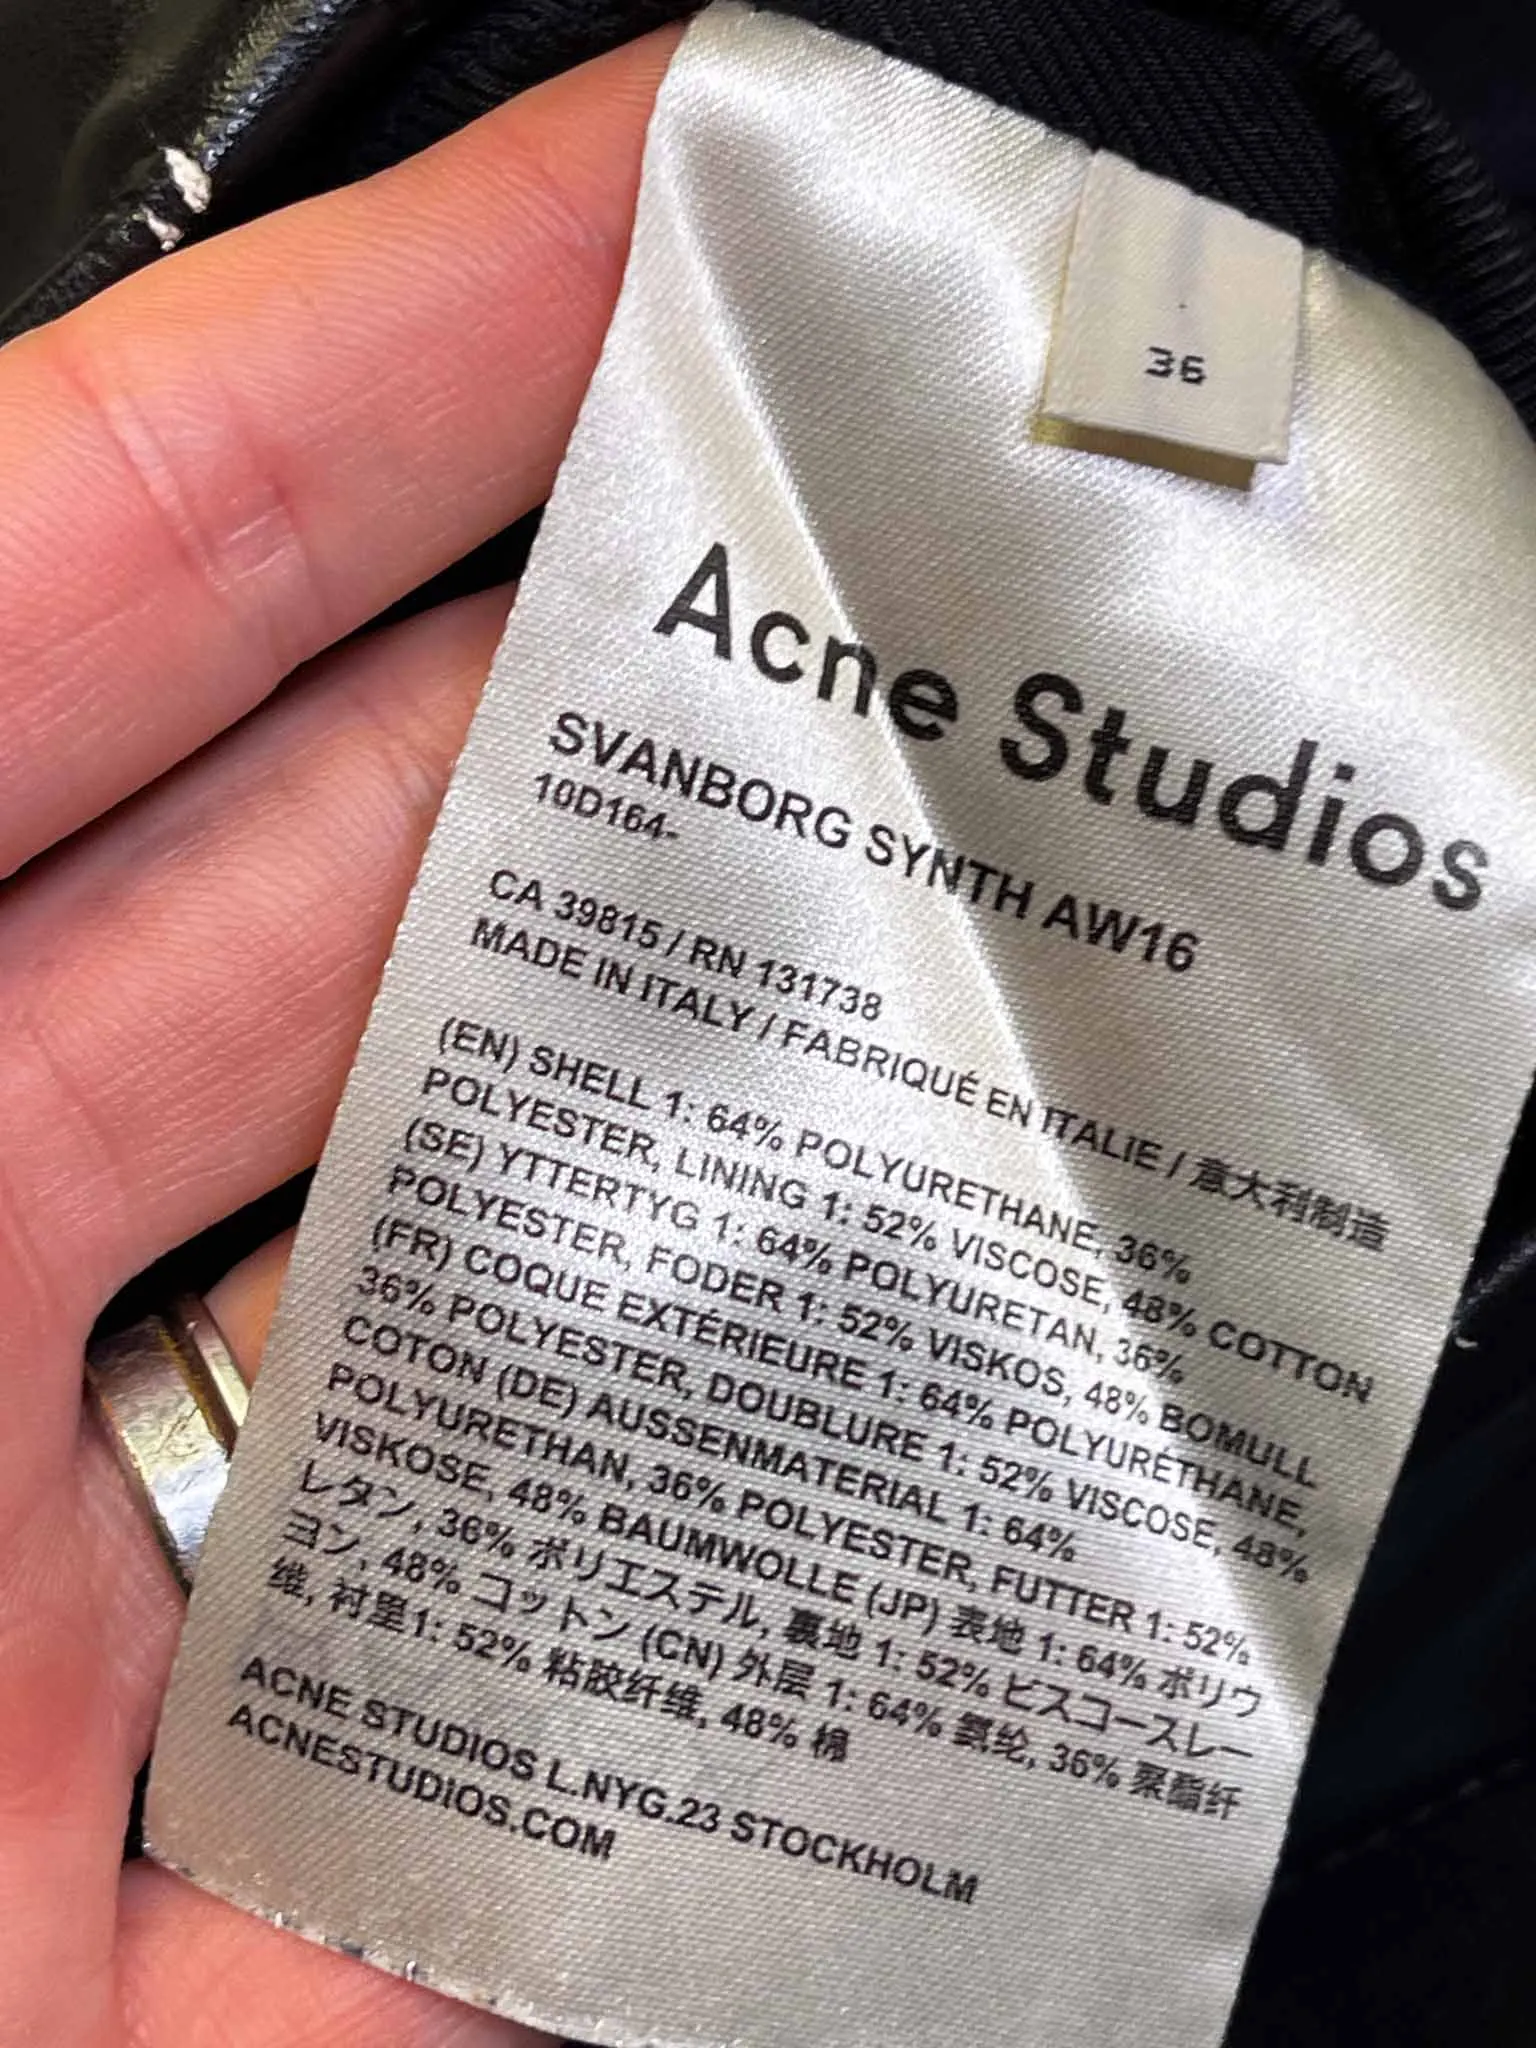 36
Acne Studios
SVANBORG SYNTH AW16
10D164-
CA 39815 / RN 131738
MADE IN ITALY / FABRIQUÉ EN ITALIE / 意大利制造
(EN) SHELL 1: 64% POLYURETHANE, 36%
POLYESTER, LINING 1: 52% VISCOSE, 48% COTTON
(SE) YTTERTYG 1: 64% POLYURETAN, 36%
POLYESTER, FODER 1: 52% VISKOS, 48% BOMULL
(FR) COQUE EXTÉRIEURE 1: 64% POLYURÉTHANE,
36% POLYESTER, DOUBLURE 1: 52% VISCOSE, 48%
COTON (DE) AUSSENMATERIAL 1: 64%
POLYURETHAN, 36% POLYESTER, FUTTER 1: 52%
VISKOSE, 48% BAUMWOLLE (JP) 表地 1: 64% ポリウ
レタン, 36% ポリエステル, 裏地 1: 52% ビスコースレー
ヨン, 48% コットン (CN) 外层 1: 64% 氨纶, 36% 聚酯纤
维, 衬里1: 52% 粘胶纤维, 48% 棉
ACNE STUDIOS L.NYG.23 STOCKHOLM
ACNESTUDIOS.COM